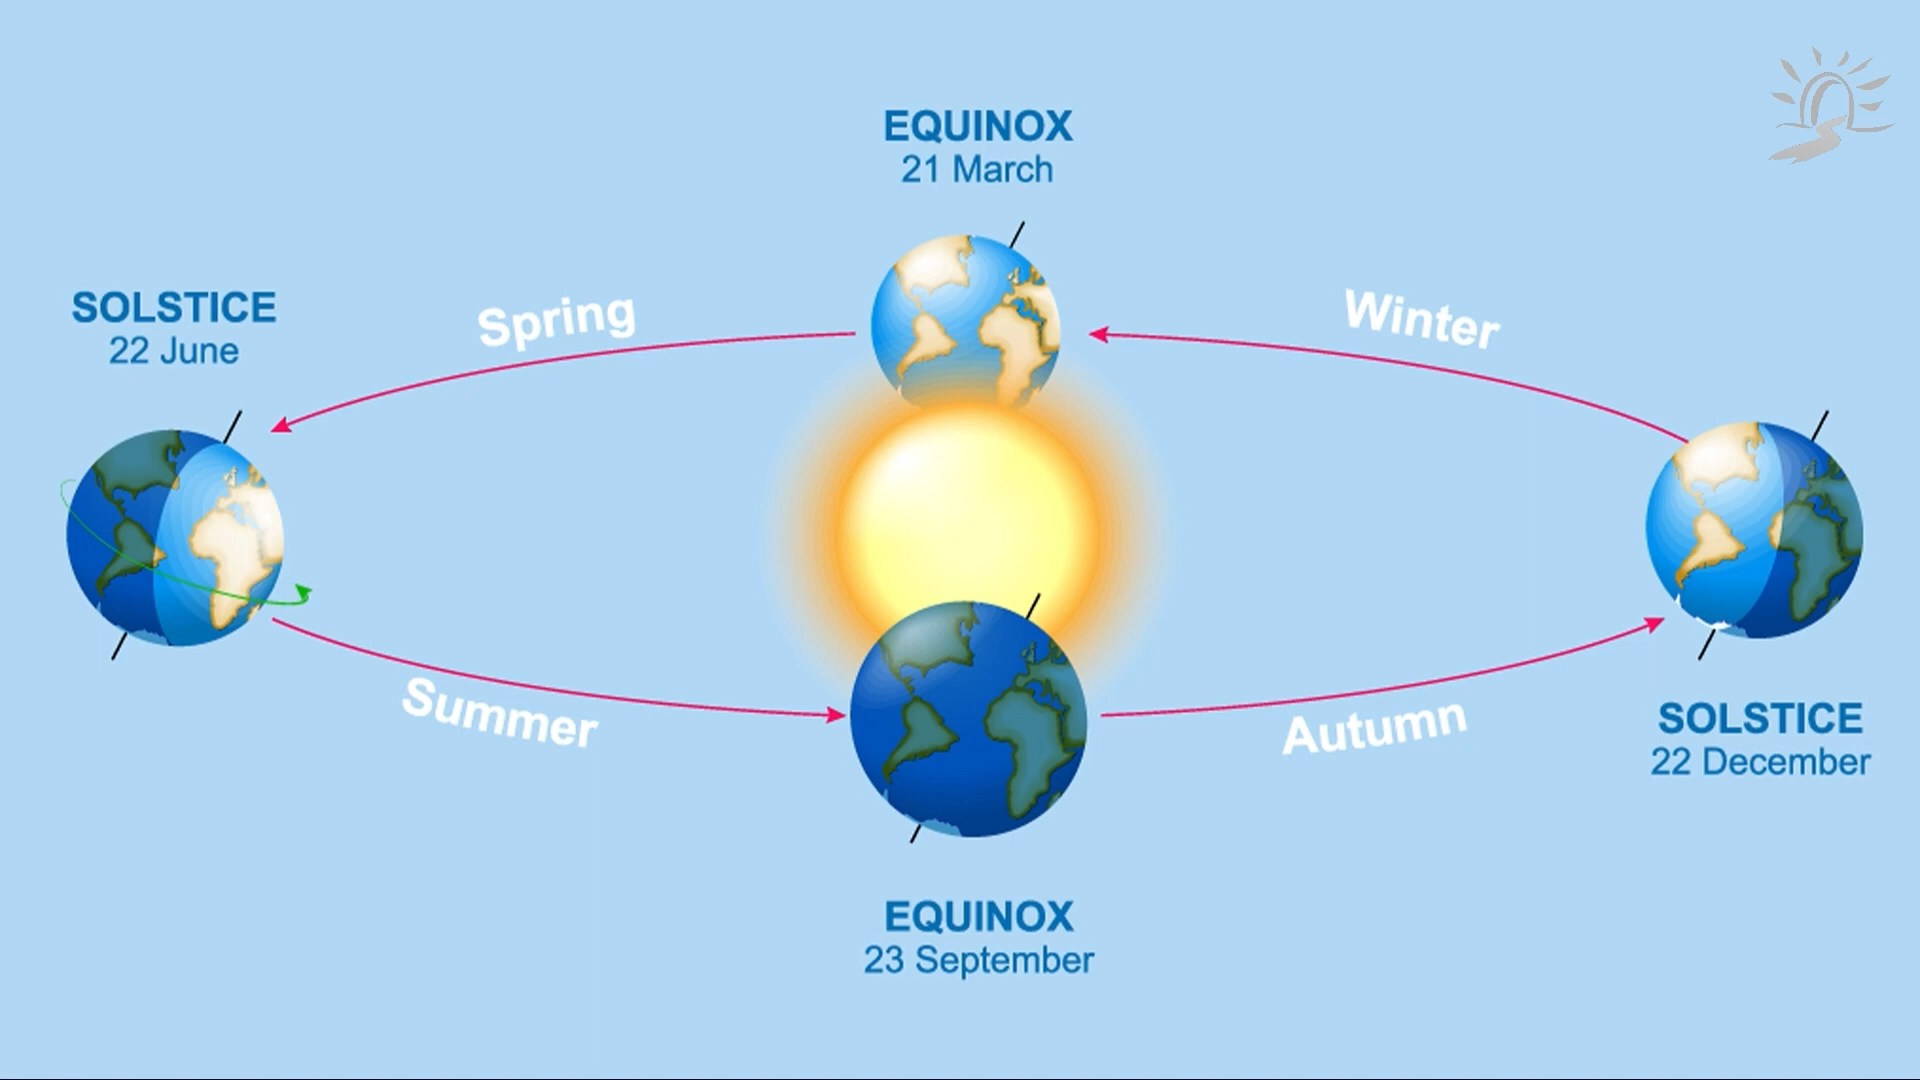 EQUINOX
21 March
SOLSTICE
22 June
Spring
Winter
Summer
Autumn
SOLSTICE
22 December
EQUINOX
23 September